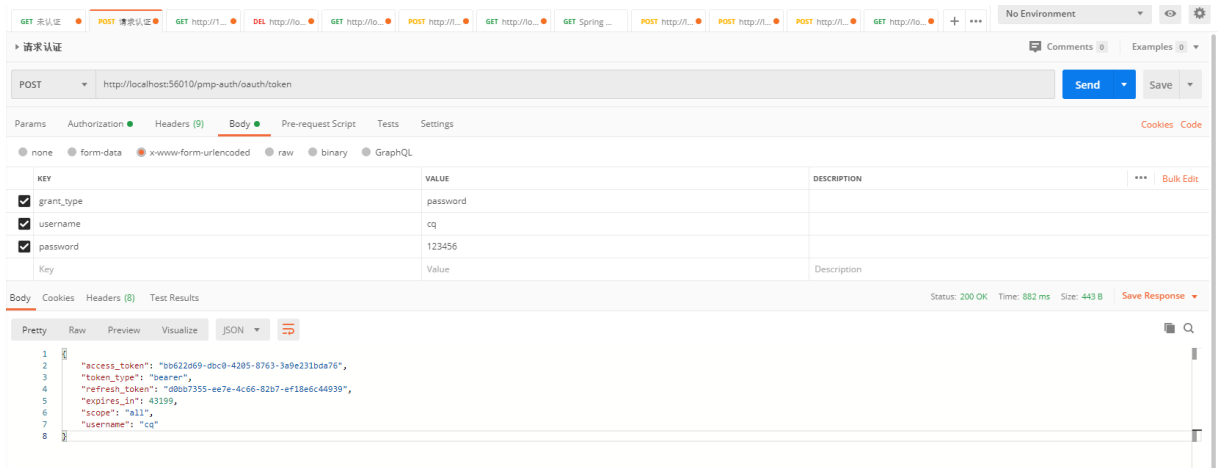 GET 未认证 POST 请求认证 GET http://1... DEL http://lo... GET http://lo... POST http://l... GET http://lo... GET Spring ... POST http://l... POST http://l... POST http://l... GET http://lo... + ••• No Environment
请求认证 Comments 0 Examples 0
POST http://localhost:56010/pmp-auth/oauth/token Send Save
Params Authorization Headers (9) Body Pre-request Script Tests Settings Cookies Code
none form-data x-www-form-urlencoded raw binary GraphQL
KEY VALUE DESCRIPTION ••• Bulk Edit
grant_type password
username cq
password 123456
Key Value Description
Body Cookies Headers (8) Test Results Status: 200 OK Time: 882 ms Size: 443 B Save Response
Pretty Raw Preview Visualize JSON
1 {
2 "access_token": "bb622d69-dbc0-4205-8763-3a9e231bda76",
3 "token_type": "bearer",
4 "refresh_token": "d0bb7355-ee7e-4c66-82b7-ef18e6c44939",
5 "expires_in": 43199,
6 "scope": "all",
7 "username": "cq"
8 }